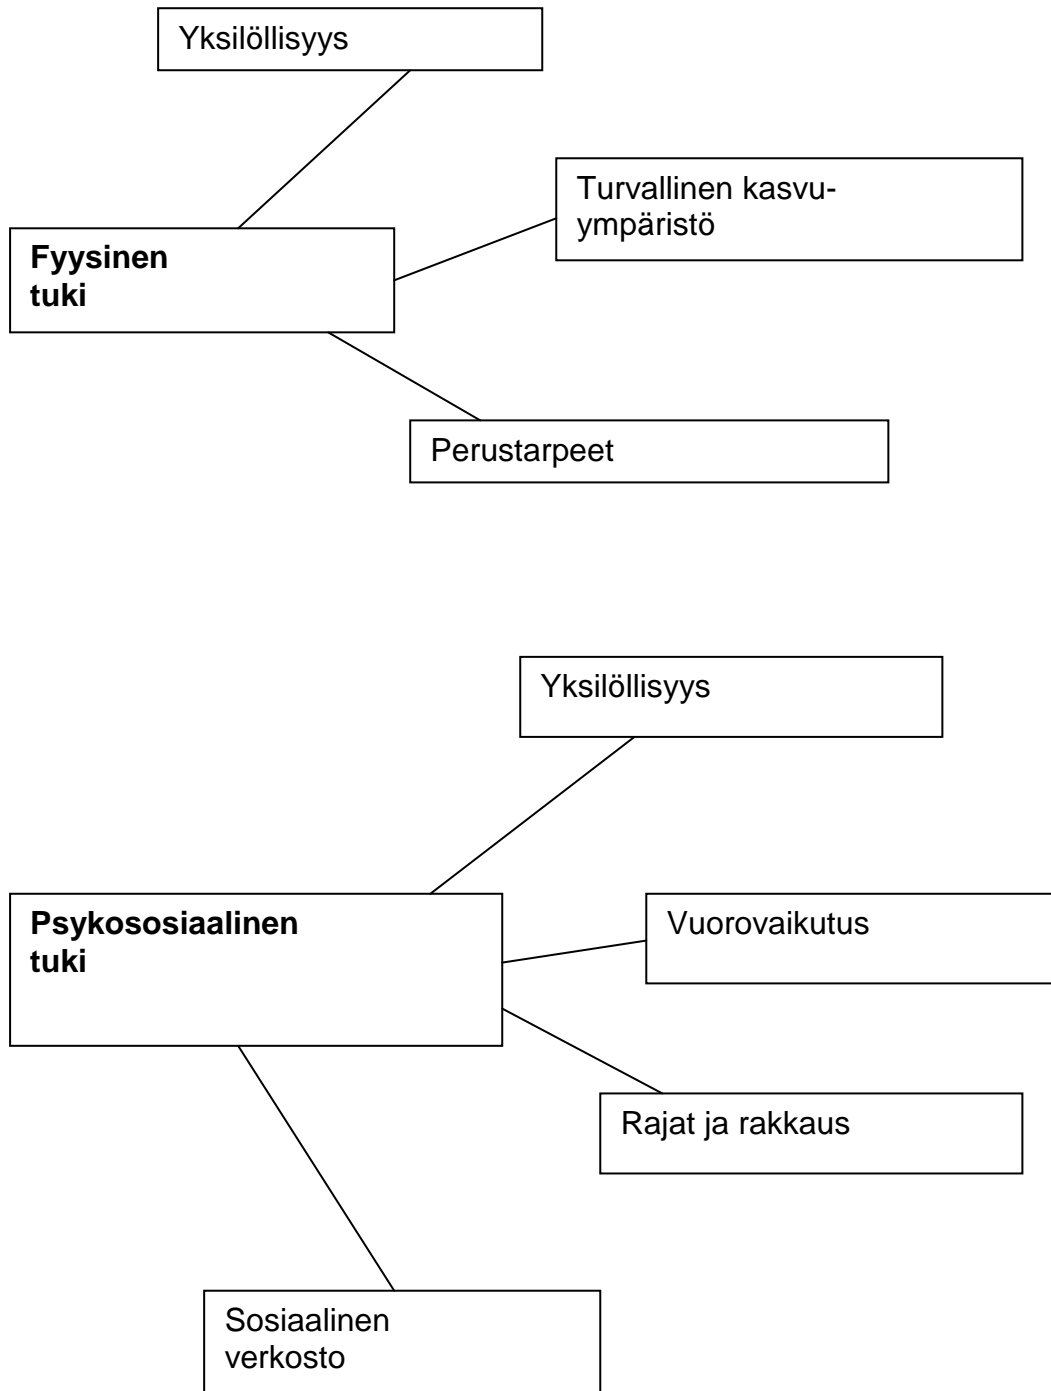 Yksilöllisyys
Turvallinen kasvu-
ympäristö
Fyysinen
tuki
Perustarpeet
Yksilöllisyys
Psykososiaalinen
tuki
Vuorovaikutus
Rajat ja rakkaus
Sosiaalinen
verkosto